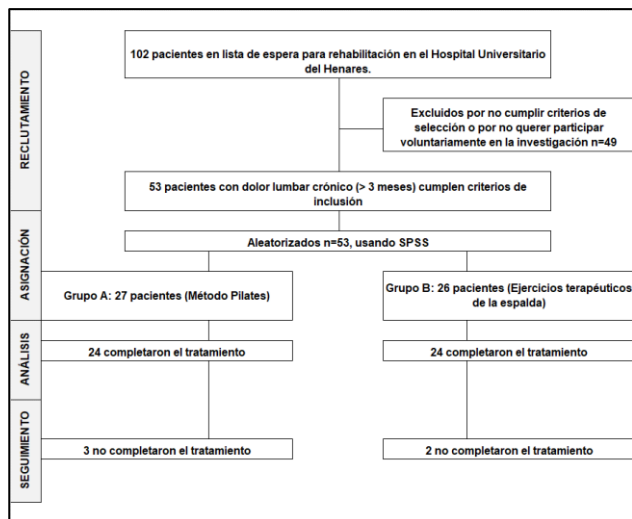 RECLUTAMIENTO
102 pacientes en lista de espera para rehabilitación en el Hospital Universitario
del Henares.
Excluidos por no cumplir criterios de
selección o por no querer participar
voluntariamente en la investigación n=49
53 pacientes con dolor lumbar crónico (> 3 meses) cumplen criterios de
inclusión
ASIGNACIÓN
Aleatorizados n=53, usando SPSS
Grupo A: 27 pacientes (Método Pilates)
Grupo B: 26 pacientes (Ejercicios terapéuticos
de la espalda)
ANÁLISIS
24 completaron el tratamiento
24 completaron el tratamiento
SEGUIMIENTO
3 no completaron el tratamiento
2 no completaron el tratamiento